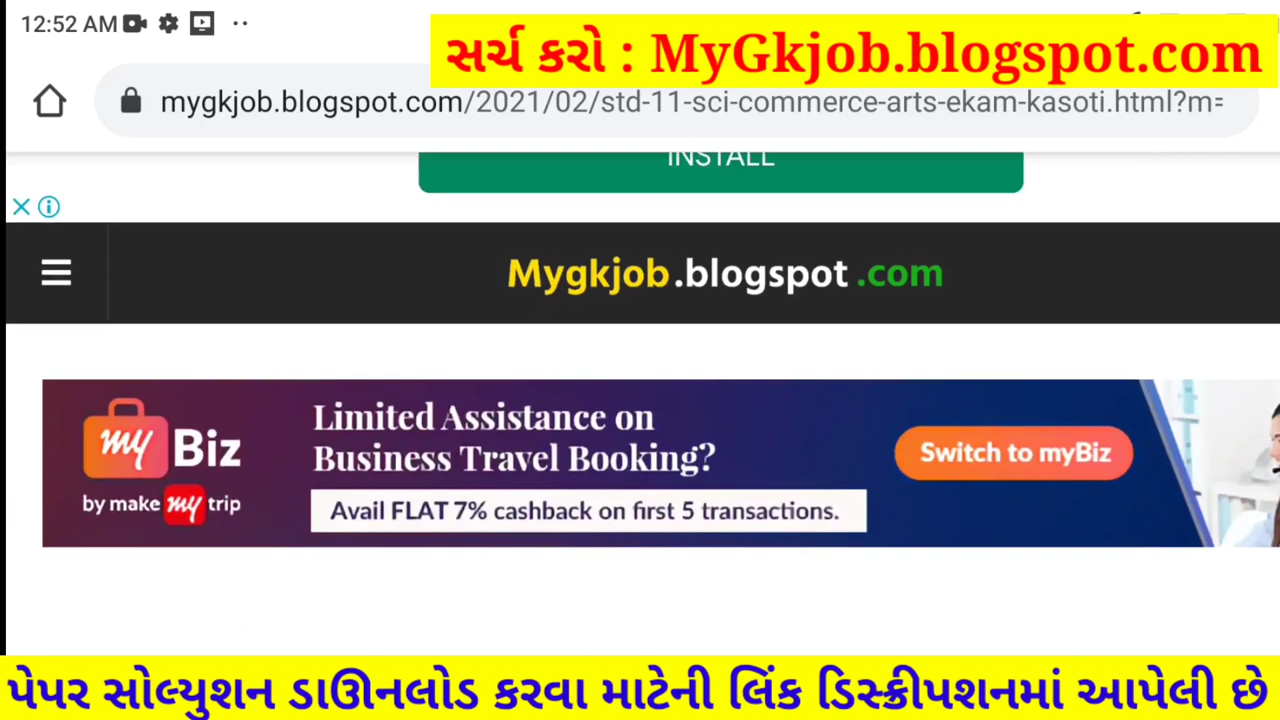 12:52 AM
સર્ચ કરો : MyGkjob.blogspot.com
mygkjob.blogspot.com/2021/02/std-11-sci-commerce-arts-ekam-kasoti.html?m=
INSTALL
Mygkjob.blogspot.com
my Biz
by make my trip
Limited Assistance on
Business Travel Booking?
Avail FLAT 7% cashback on first 5 transactions.
Switch to myBiz
પેપર સોલ્યુશન ડાઊનલોડ કરવા માટેની લિંક ડિસ્ક્રીપશનમાં આપેલી છે